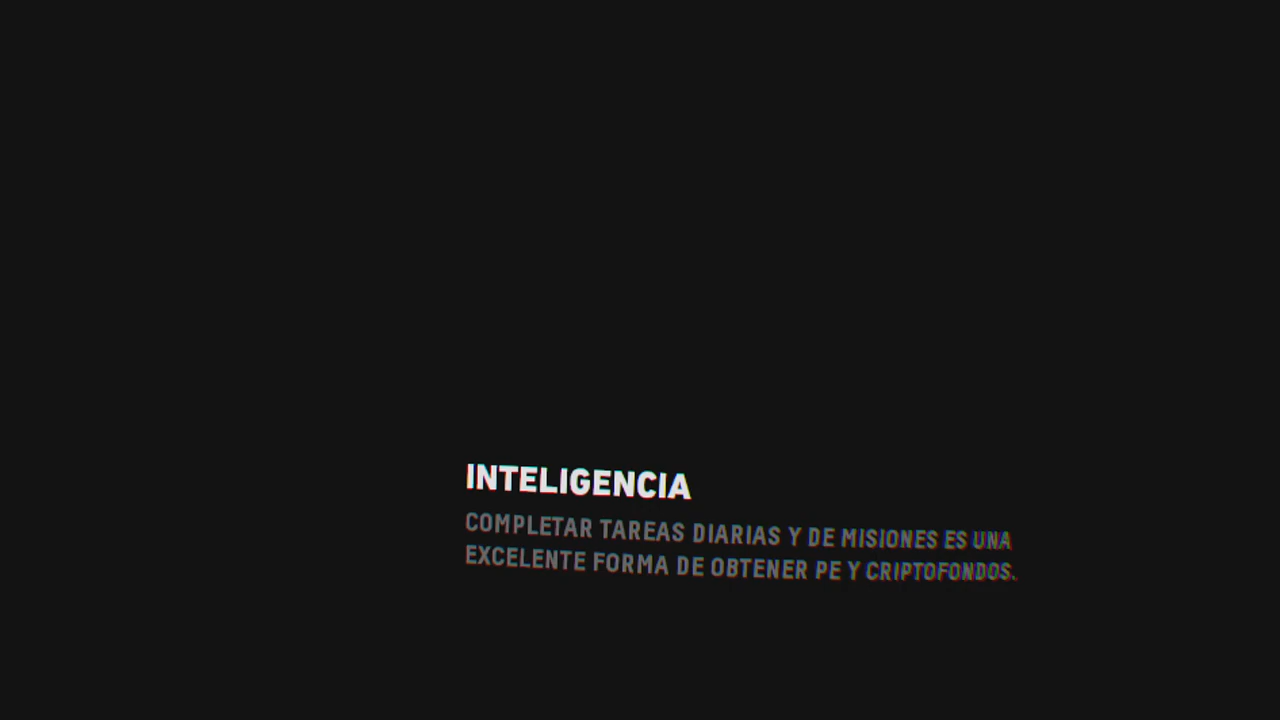 INTELIGENCIA
COMPLETAR TAREAS DIARIAS Y DE MISIONES ES UNA
EXCELENTE FORMA DE OBTENER PE Y CRIPTOFONDOS.